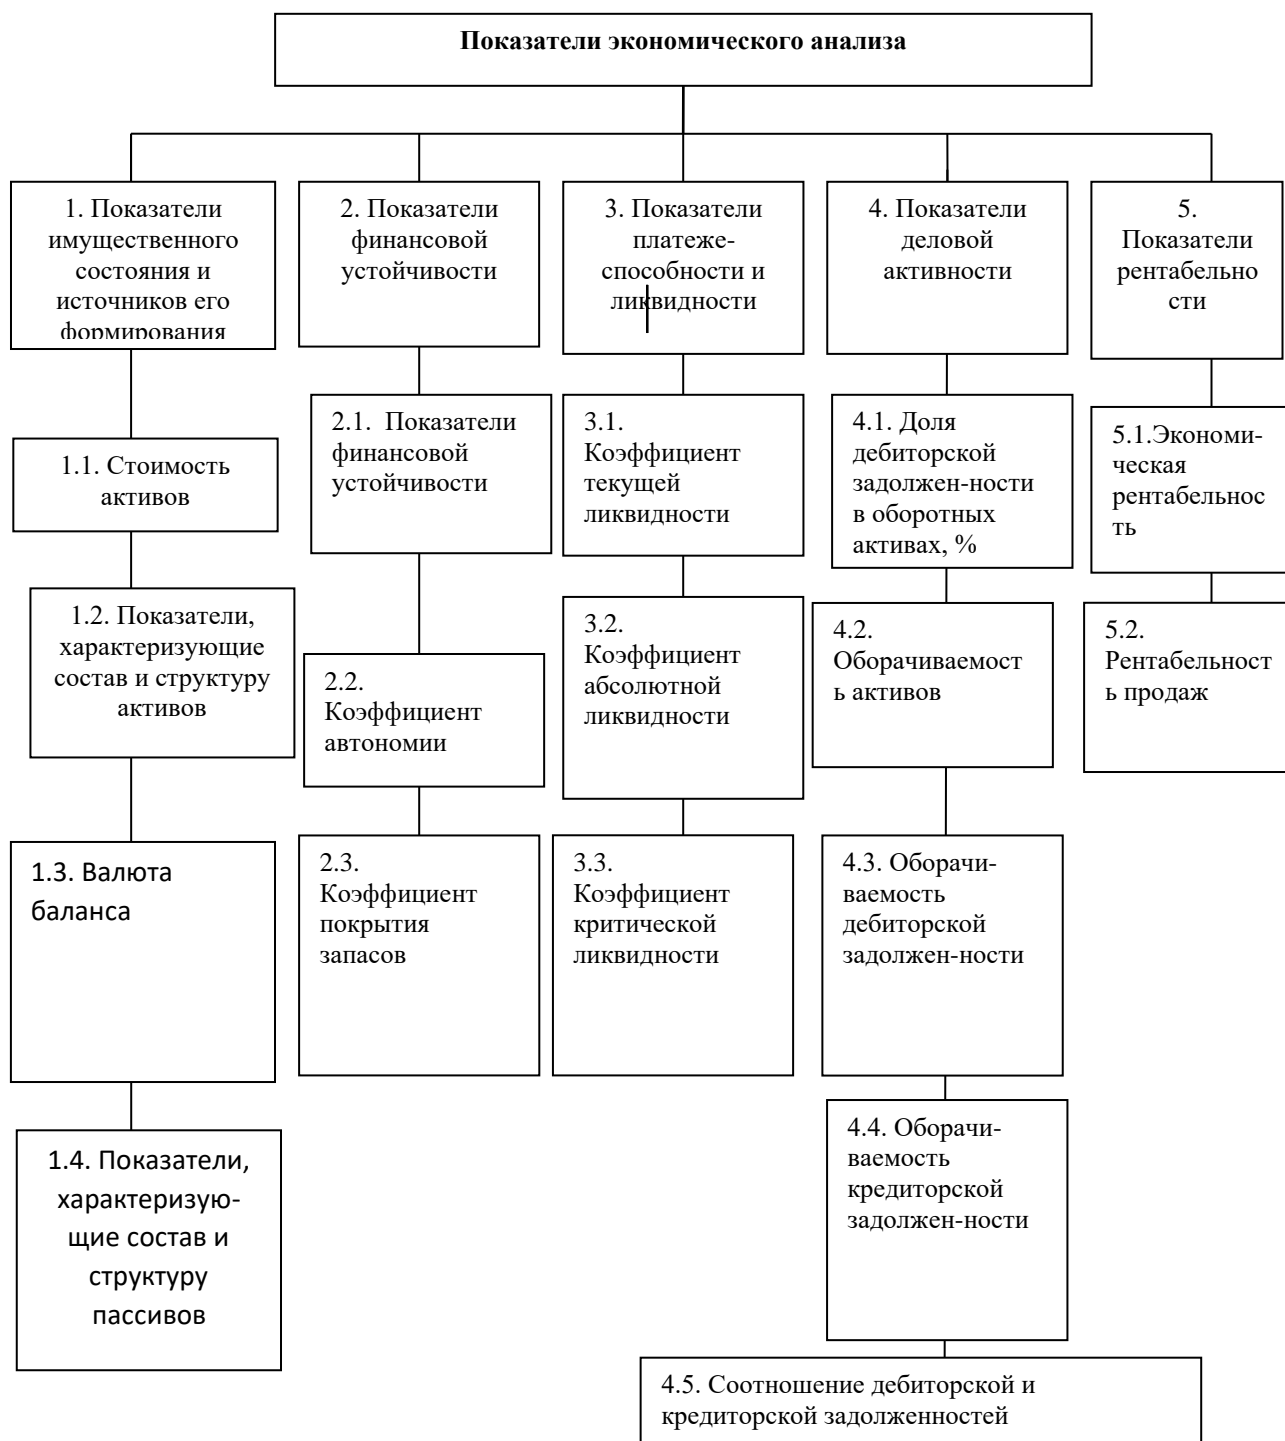 Показатели экономического анализа
1. Показатели
имущественного
состояния и
источников его
формирования
2. Показатели
финансовой
устойчивости
3. Показатели
платеже-
способности и
ликвидности
4. Показатели
деловой
активности
5.
Показатели
рентабельно
сти
1.1. Стоимость
активов
1.2. Показатели,
характеризующие
состав и структуру
активов
1.3. Валюта
баланса
1.4. Показатели,
характеризую-
щие состав и
структуру
пассивов
2.1. Показатели
финансовой
устойчивости
2.2.
Коэффициент
автономии
2.3.
Коэффициент
покрытия
запасов
3.1.
Коэффициент
текущей
ликвидности
3.2.
Коэффициент
абсолютной
ликвидности
3.3.
Коэффициент
критической
ликвидности
4.1. Доля
дебиторской
задолжен-ности
в оборотных
активах, %
4.2.
Оборачиваемост
ь активов
4.3. Оборачи-
ваемость
дебиторской
задолжен-ности
4.4. Оборачи-
ваемость
кредиторской
задолжен-ности
4.5. Соотношение дебиторской и
кредиторской задолженностей
5.1.Экономи-
ческая
рентабельнос
ть
5.2.
Рентабельност
ь продаж